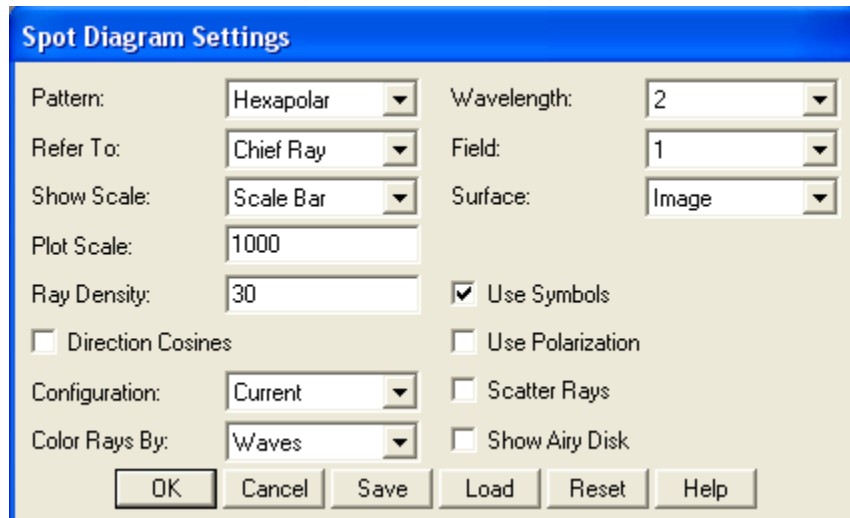 Spot Diagram Settings
Pattern: Hexapolar Wavelength: 2
Refer To: Chief Ray Field: 1
Show Scale: Scale Bar Surface: Image
Plot Scale: 1000
Ray Density: 30 Use Symbols
Direction Cosines Use Polarization
Configuration: Current Scatter Rays
Color Rays By: Waves Show Airy Disk
OK Cancel Save Load Reset Help